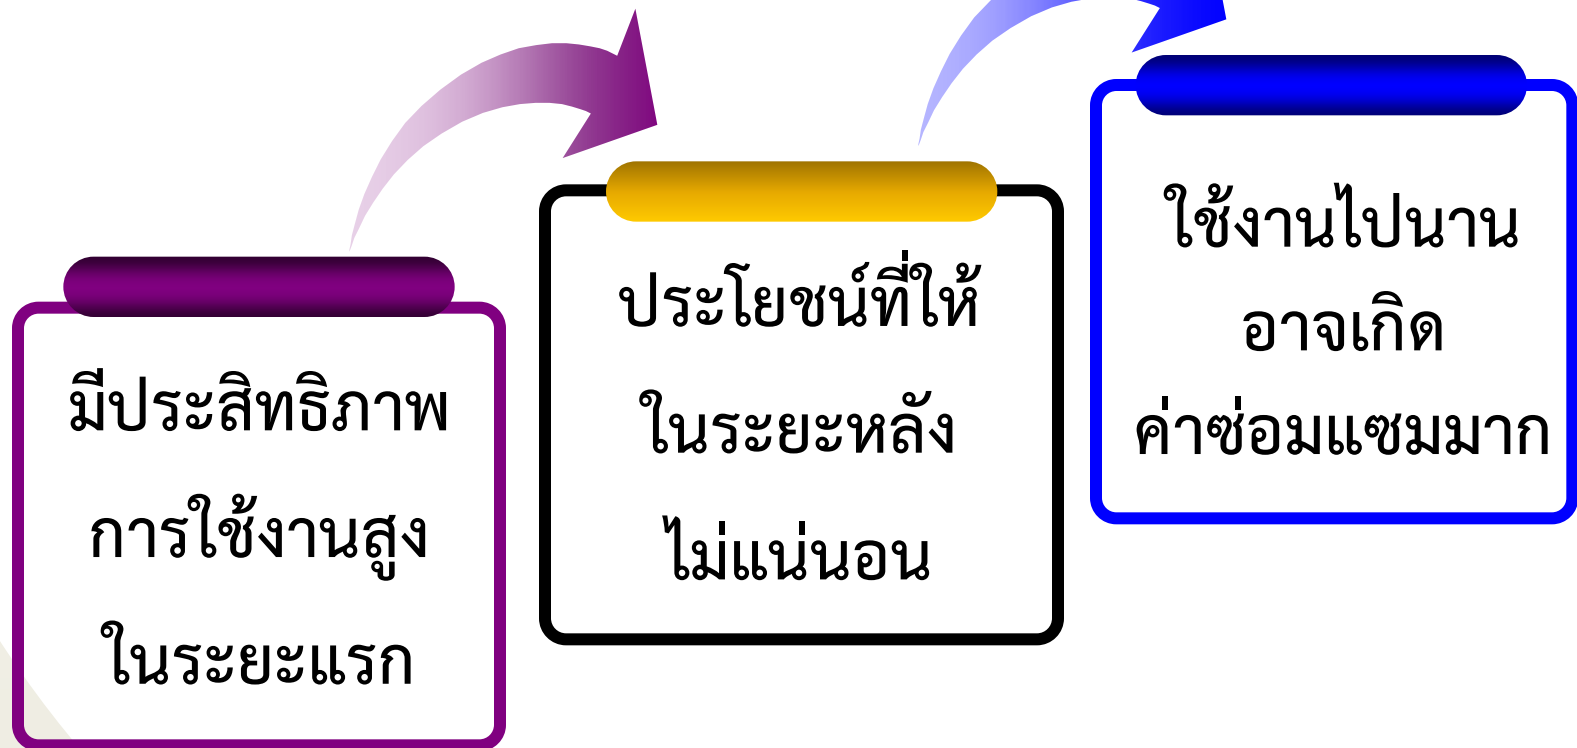 มีประสิทธิภาพ
การใช้งานสูง
ในระยะแรก
ประโยชน์ที่ให้
ในระยะหลัง
ไม่แน่นอน
ใช้งานไปนาน
อาจเกิด
ค่าซ่อมแซมมาก